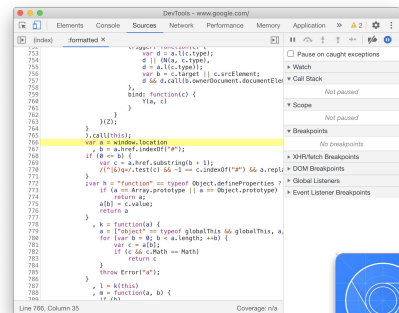 DevTools - www.google.com/
Elements Console Sources Network Performance Memory Application » 2
(index) :formatted
752 trigger: function(c) {
753 var d = a.l(c.type);
754 d || (N(a, c.type),
755 d = a.l(c.type));
756 var b = c.target || c.srcElement;
757 d && d.call(b.ownerDocument.documentElem
758 },
759 bind: function(c) {
760 Y(a, c)
761 }
762 }
763 }(Z);
764 }
765 ).call(this);
766 var a = window.location
767 , b = a.href.indexOf("#");
768 if (0 <= b) {
769 var c = a.href.substring(b + 1);
770 /(^|&)q=/.test(c) && -1 == c.indexOf("#") && a.repl
771 }
772 ;var h = "function" == typeof Object.defineProperties ?
773 if (a == Array.prototype || a == Object.prototype)
774 return a;
775 a[b] = c.value;
776 return a
777 }
778 , k = function(a) {
779 a = ["object" == typeof globalThis && globalThis, a,
780 for (var b = 0; b < a.length; ++b) {
781 var c = a[b];
782 if (c && c.Math == Math)
783 return c
784 }
785 throw Error("a");
786 }
787 , l = k(this)
788 , m = function(a, b) {
789 if (b)
Line 766, Column 35 Coverage: n/a
Pause on caught exceptions
Watch
Call Stack
Not paused
Scope
Not paused
Breakpoints
No breakpoints
XHR/fetch Breakpoints
DOM Breakpoints
Global Listeners
Event Listener Breakpoints